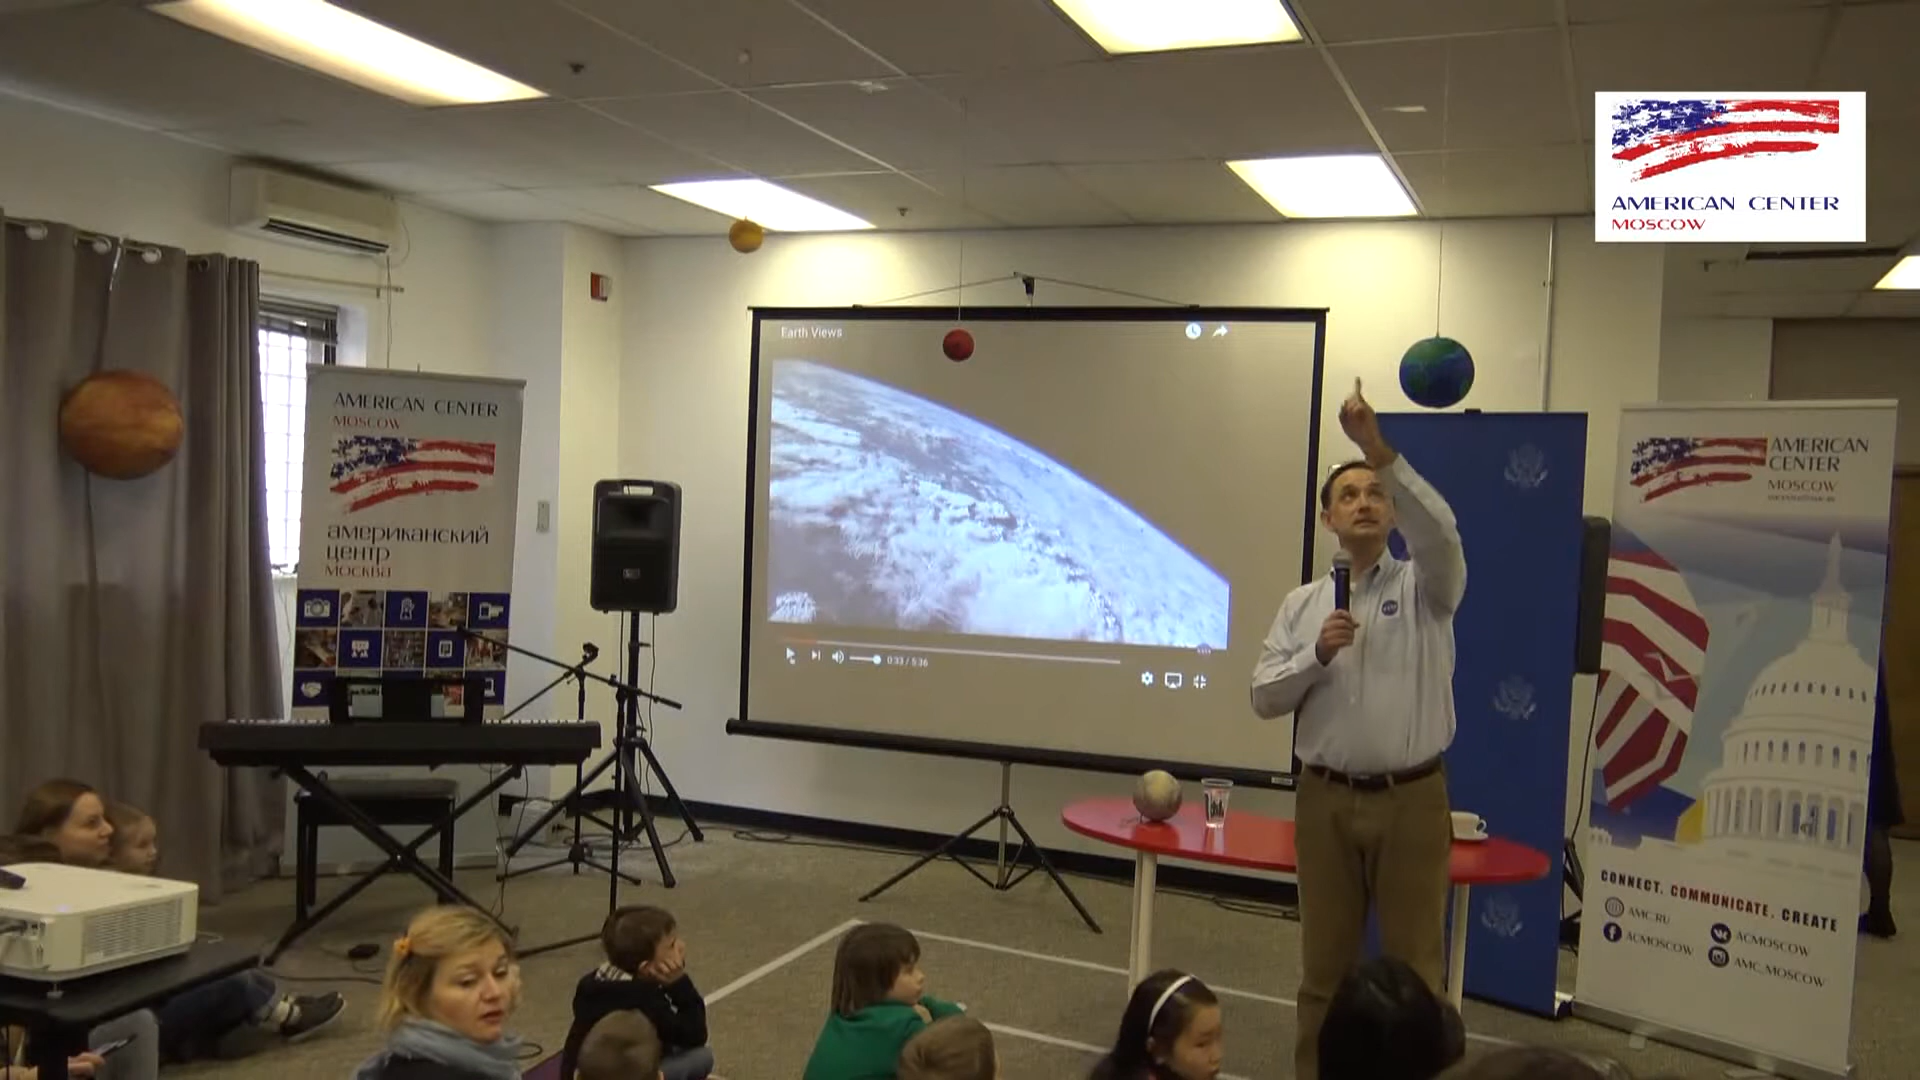 AMERICAN CENTER
MOSCOW
Earth Views
0:33 / 5:36
AMERICAN CENTER
MOSCOW
американский
центр
москва
AMERICAN
CENTER
MOSCOW
CONNECT. COMMUNICATE. CREATE
AMC.RU
ACMOSCOW
ACMOSCOW
AMC_MOSCOW